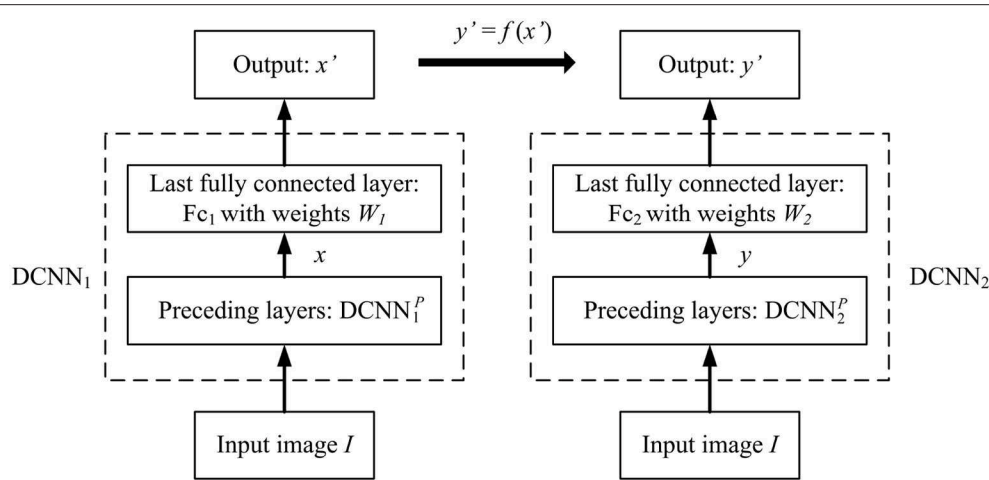 y’ = f (x’)
Output: x’
Output: y’
Last fully connected layer:
Fc₁ with weights W₁
Last fully connected layer:
Fc₂ with weights W₂
x
y
DCNN₁
DCNN₂
Preceding layers: DCNN₁ᴾ
Preceding layers: DCNN₂ᴾ
Input image I
Input image I